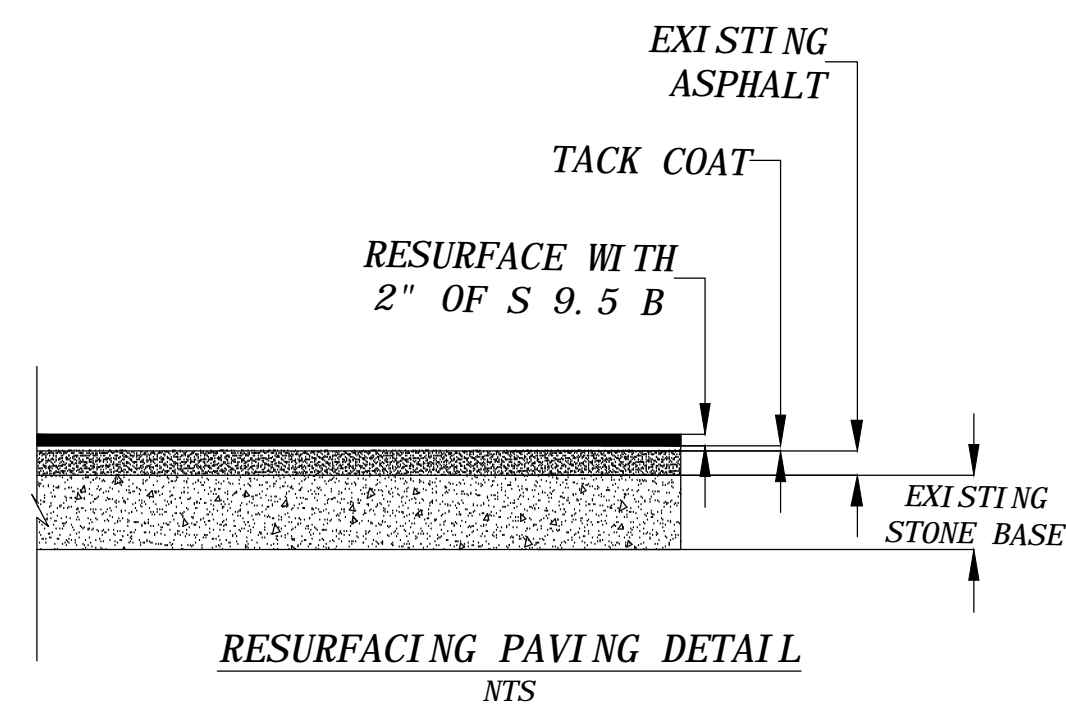 EXISTING
ASPHALT
TACK COAT
RESURFACE WITH
2" OF S 9.5 B
EXISTING
STONE BASE
RESURFACING PAVING DETAIL
NTS